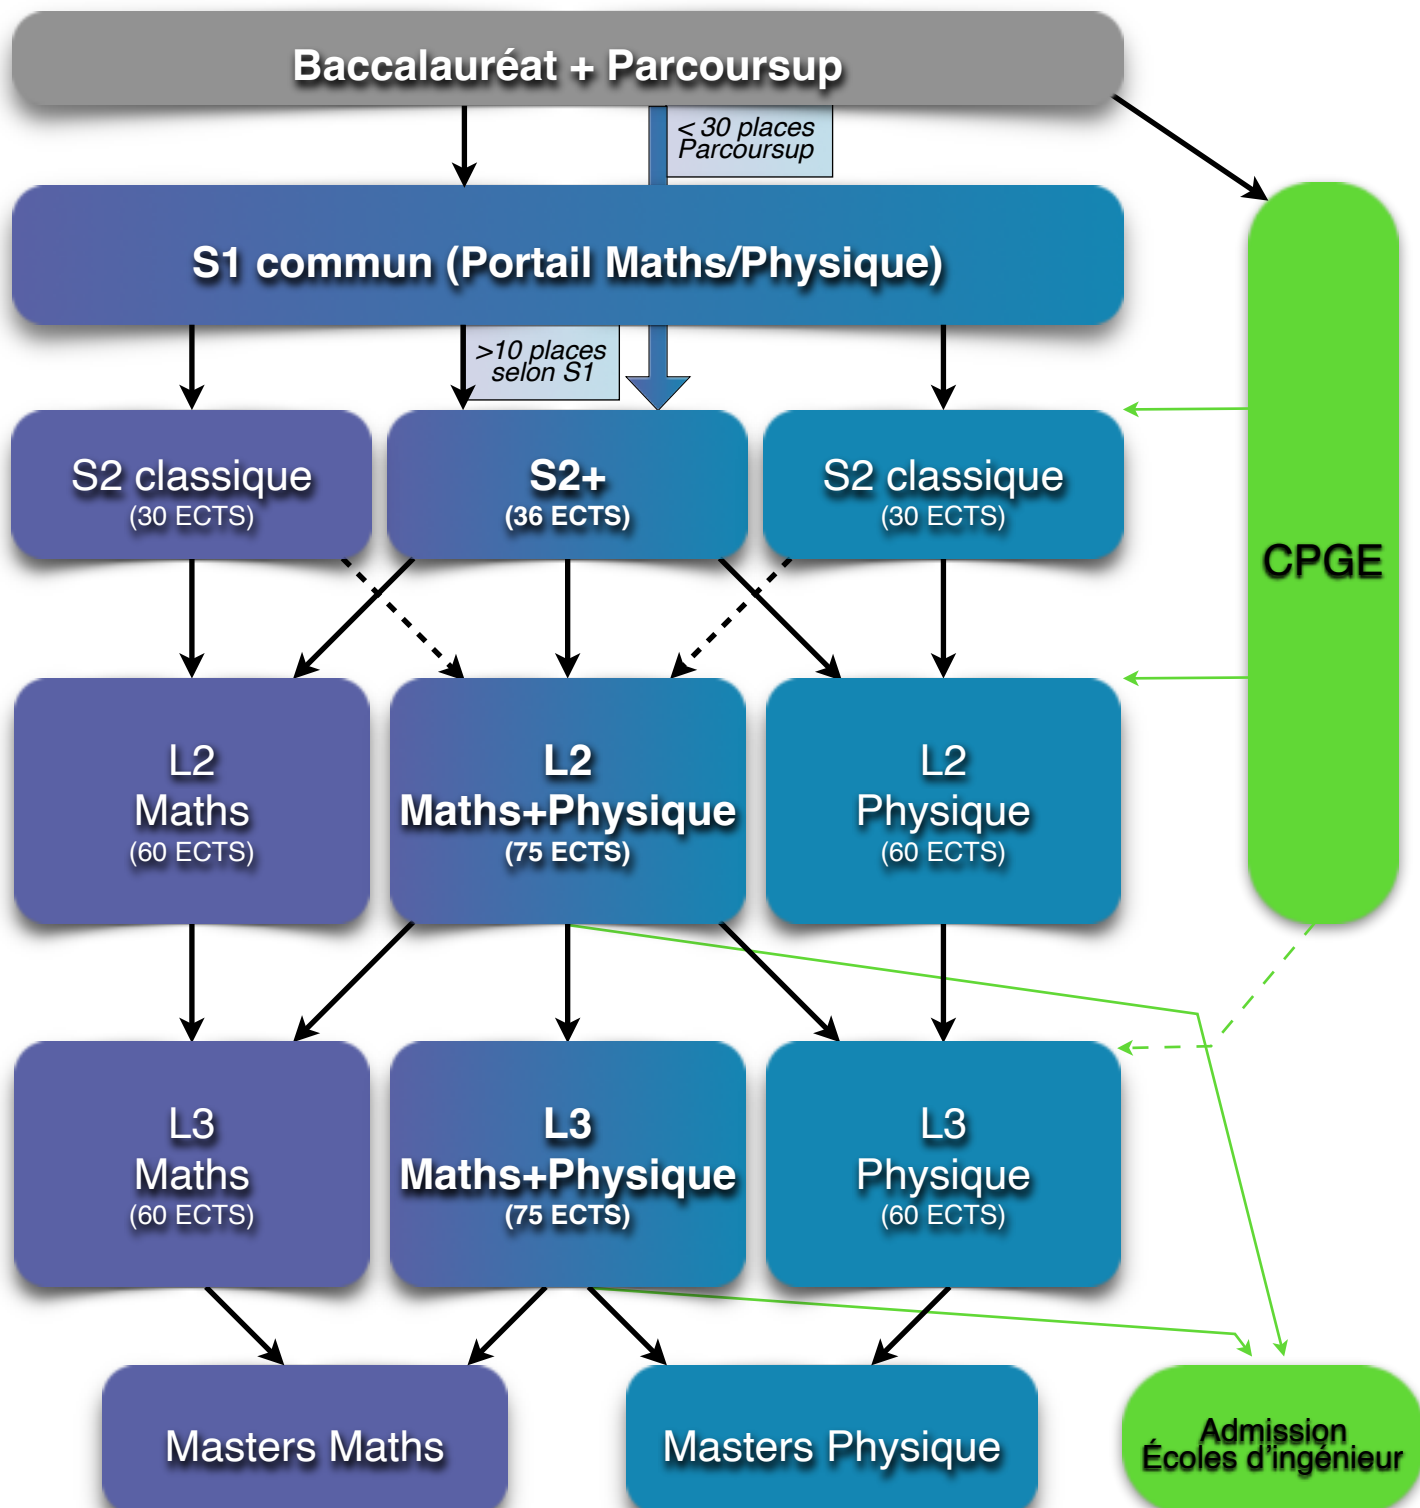 Baccalauréat + Parcoursup
< 30 places
Parcoursup
S1 commun (Portail Maths/Physique)
>10 places
selon S1
S2 classique
(30 ECTS)
S2+
(36 ECTS)
S2 classique
(30 ECTS)
CPGE
L2
Maths
(60 ECTS)
L2
Maths+Physique
(75 ECTS)
L2
Physique
(60 ECTS)
L3
Maths
(60 ECTS)
L3
Maths+Physique
(75 ECTS)
L3
Physique
(60 ECTS)
Masters Maths
Masters Physique
Admission
Écoles d'ingénieur